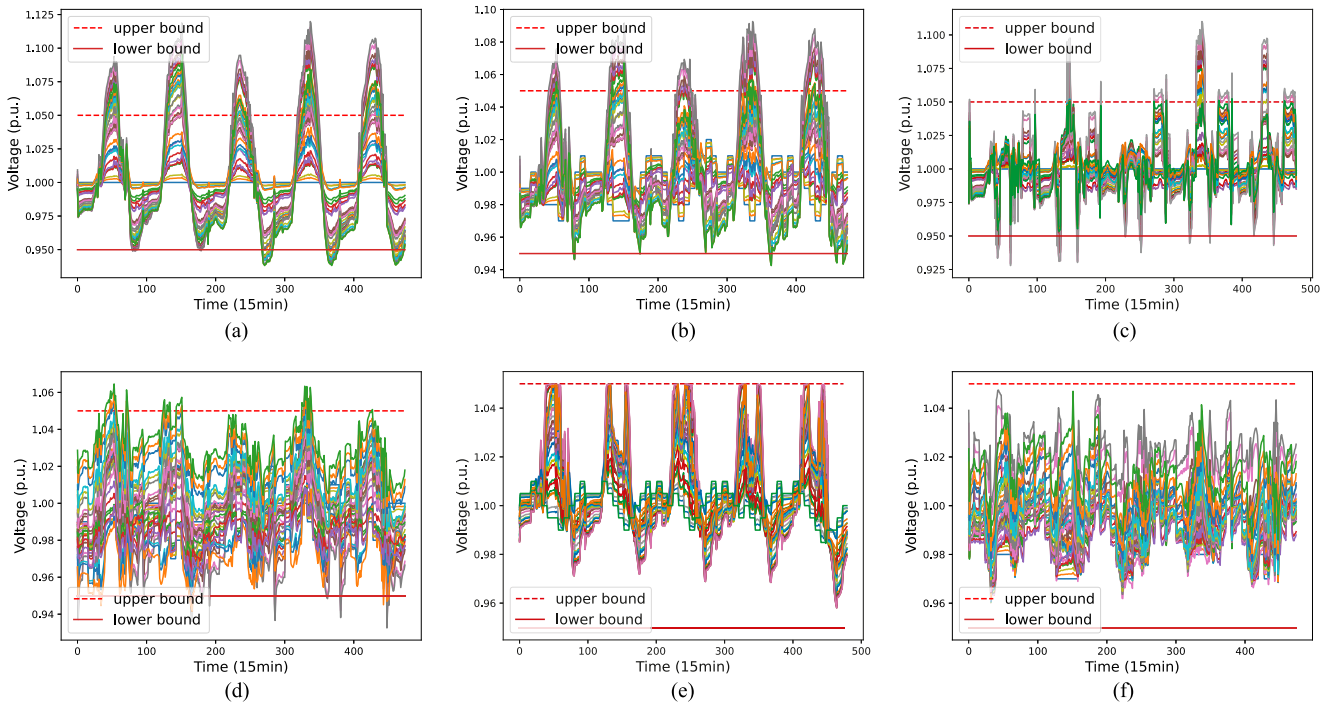 1.125
1.100
1.075
1.050
1.025
1.000
0.975
0.950
0 100 200 300 400
Voltage (p.u.)
Time (15min)
upper bound
lower bound
(a)
1.10
1.08
1.06
1.04
1.02
1.00
0.98
0.96
0.94
0 100 200 300 400
Voltage (p.u.)
Time (15min)
upper bound
lower bound
(b)
1.100
1.075
1.050
1.025
1.000
0.975
0.950
0.925
0 100 200 300 400 500
Voltage (p.u.)
Time (15min)
upper bound
lower bound
(c)
1.06
1.04
1.02
1.00
0.98
0.96
0.94
0 100 200 300 400
Voltage (p.u.)
Time (15min)
upper bound
lower bound
(d)
1.04
1.02
1.00
0.98
0.96
0 100 200 300 400 500
Voltage (p.u.)
Time (15min)
upper bound
lower bound
(e)
1.04
1.02
1.00
0.98
0.96
0 100 200 300 400
Voltage (p.u.)
Time (15min)
upper bound
lower bound
(f)